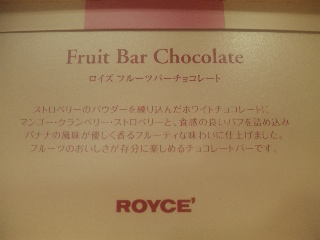 Fruit Bar Chocolate
ロイズ フルーツバーチョコレート
ストロベリーのパウダーを練り込んだホワイトチョコレートに
マンゴー・クランベリー・ストロベリーと、食感の良いパフを詰め込み
バナナの風味が優しく香るフルーティな味わいに仕上げました。
フルーツのおいしさが存分に楽しめるチョコレートバーです。
ROYCE'